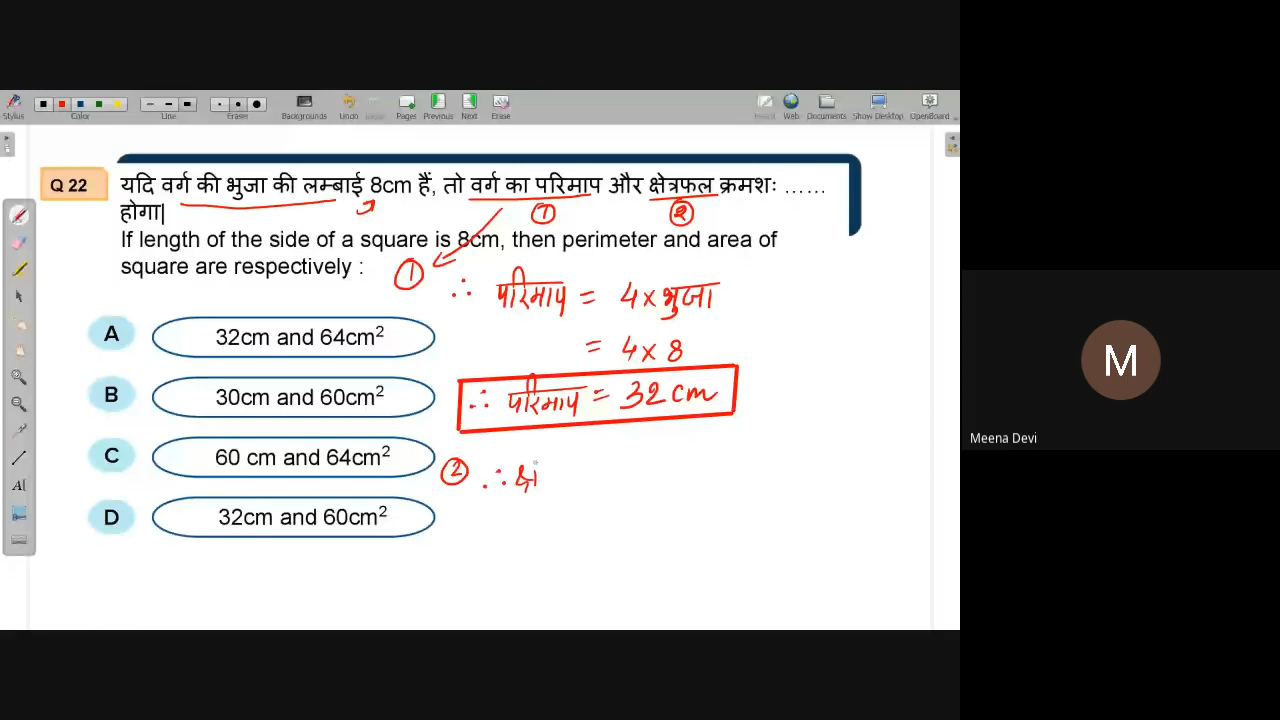 Stylus
Color
Line
Eraser
Backgrounds
Undo
Pages
Previous
Next
Erase
Web
Documents
Show Desktop
OpenBoard
Q 22
यदि वर्ग की भुजा की लम्बाई 8cm हैं, तो वर्ग का परिमाप और क्षेत्रफल क्रमशः ......
होगा|
① ②
If length of the side of a square is 8cm, then perimeter and area of
square are respectively :
① ∴ परिमाप = 4 × भुजा
= 4 × 8
∴ परिमाप = 32 cm
② ∴ क्षे
A 32cm and 64cm²
B 30cm and 60cm²
C 60 cm and 64cm²
D 32cm and 60cm²
M
Meena Devi